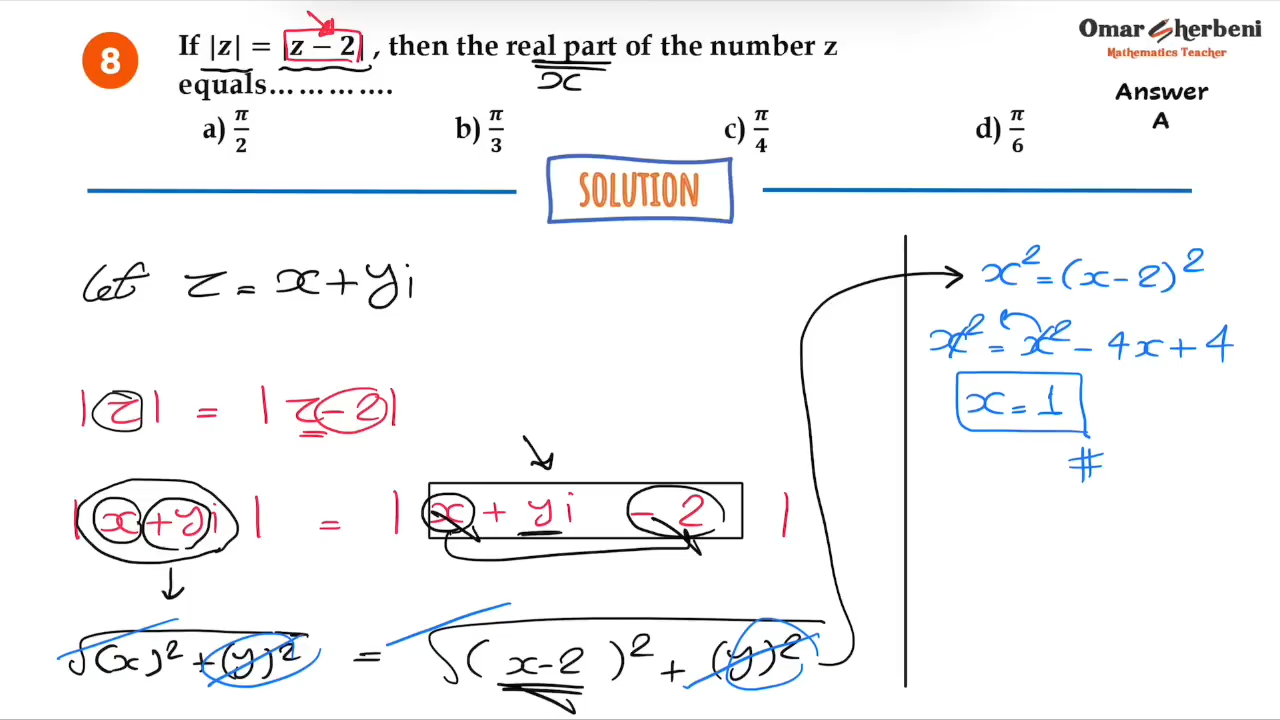 8
If |z| = |z − 2| , then the real part of the number z
equals.............
x
a) π/2 b) π/3 c) π/4 d) π/6
Omar Sherbeni
Mathematics Teacher
Answer
A
SOLUTION
let z = x + yi
|z| = |z - 2|
|x + yi| = |x + yi - 2|
√(x)² + (y)² = √(x-2)² + (y)²
x² = (x-2)²
x² = x² - 4x + 4
x = 1
#